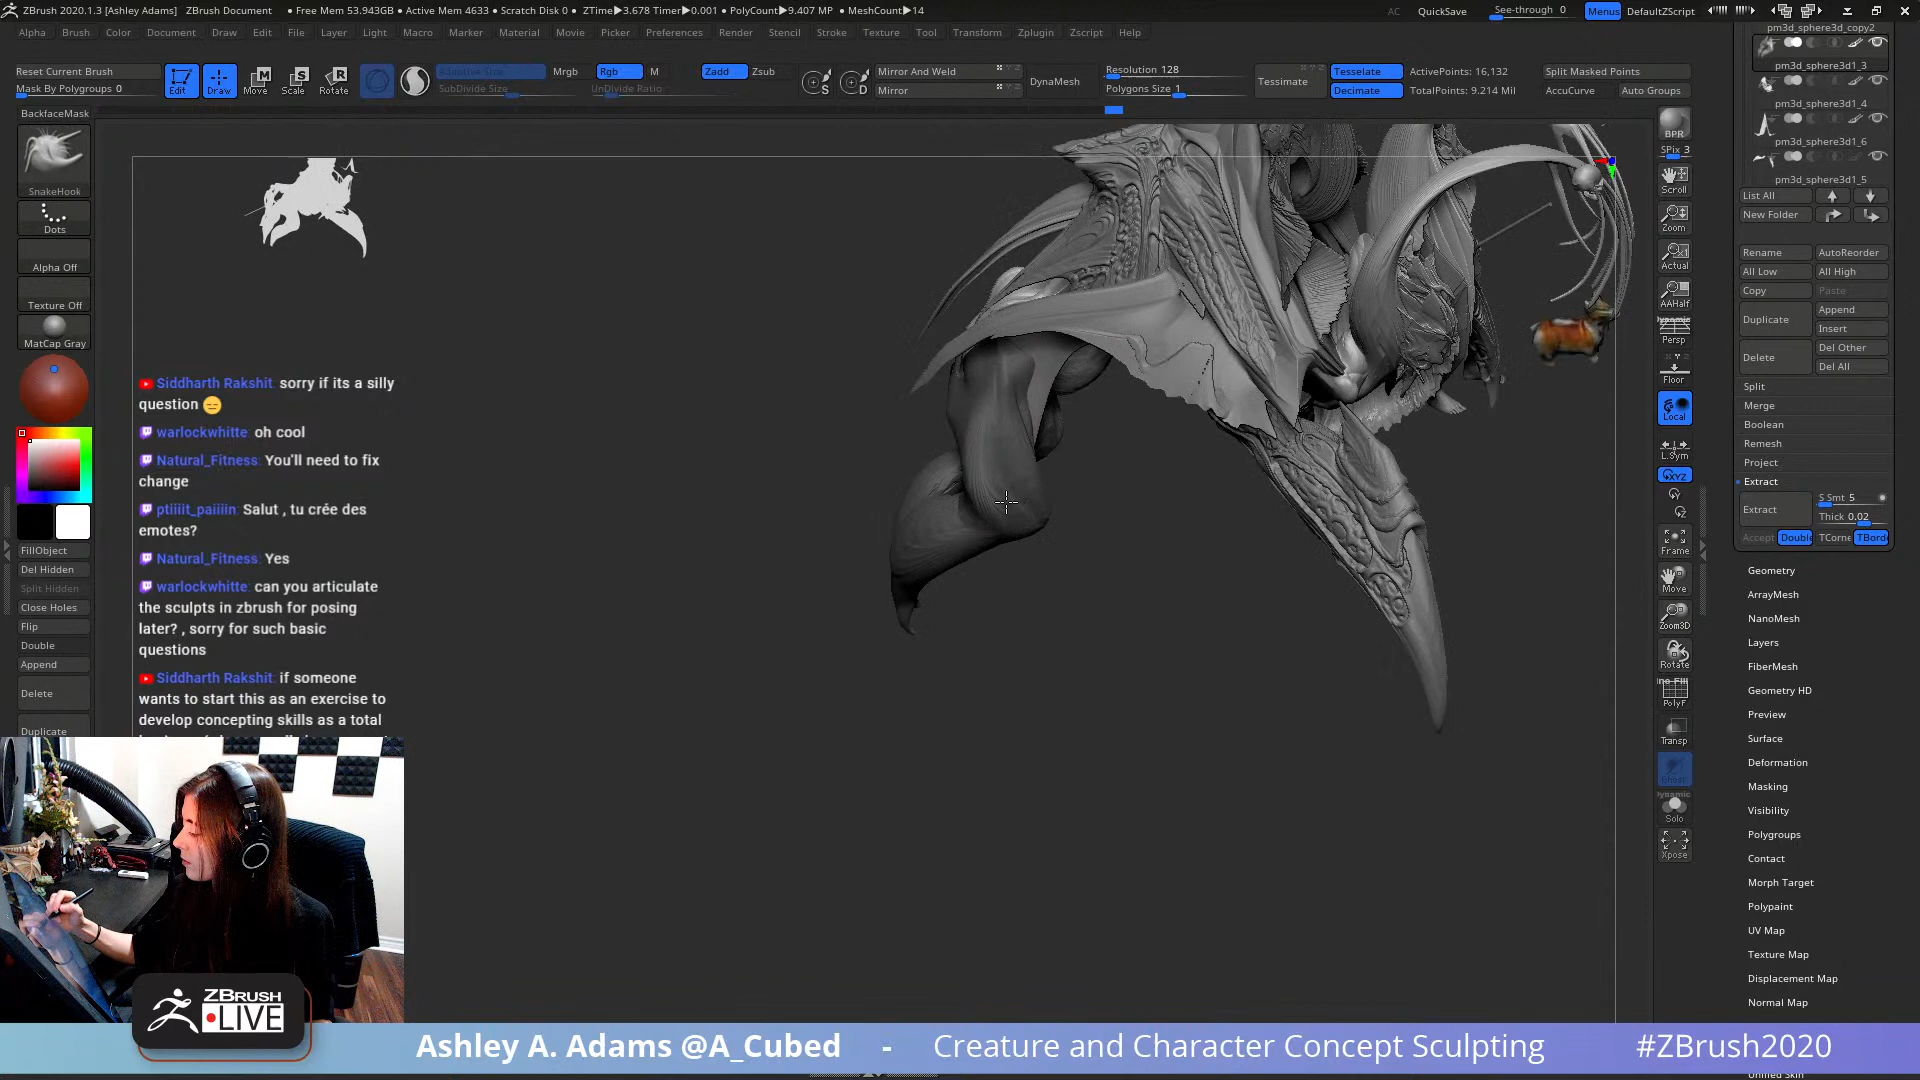 ZBrush 2020.1.3 [Ashley Adams] ZBrush Document • Free Mem 53.943GB • Active Mem 4633 • Scratch Disk 0 • ZTime▶3.678 Timer▶0.001 • PolyCount▶9.407 MP • MeshCount▶14
AC QuickSave See-through 0 Menus DefaultZScript
Alpha Brush Color Document Draw Edit File Layer Light Macro Marker Material Movie Picker Preferences Render Stencil Stroke Texture Tool Transform Zplugin Zscript Help
Reset Current Brush
Mask By Polygroups 0
Edit Draw Move Scale Rotate
Adaptive Size
SubDivide Size
Mrgb Rgb M
UnDivide Ratio
Zadd Zsub
S D
Mirror And Weld
Mirror
DynaMesh
Resolution 128
Polygons Size 1
Tessimate
Tesselate
Decimate
ActivePoints: 16,132
TotalPoints: 9.214 Mil
Split Masked Points
AccuCurve Auto Groups
BackfaceMask
SnakeHook
Dots
Alpha Off
Texture Off
MatCap Gray
FillObject
Del Hidden
Split Hidden
Close Holes
Flip
Double
Append
Delete
Duplicate
Siddharth Rakshit: sorry if its a silly
question
warlockwhitte: oh cool
Natural_Fitness: You'll need to fix
change
ptiiiit_paiiiin: Salut , tu crée des
emotes?
Natural_Fitness: Yes
warlockwhitte: can you articulate
the sculpts in zbrush for posing
later? , sorry for such basic
questions
Siddharth Rakshit: if someone
wants to start this as an exercise to
develop concepting skills as a total
BPR
SPix 3
Scroll
Zoom
Actual
AAHalf
Dynamic
Persp
Floor
Local
L.Sym
XYZ
Frame
Move
Zoom3D
Rotate
PolyF
Transp
Ghost
Dynamic
Solo
Xpose
pm3d_sphere3d_copy2
pm3d_sphere3d1_3
pm3d_sphere3d1_4
pm3d_sphere3d1_6
pm3d_sphere3d1_5
List All
New Folder
Rename AutoReorder
All Low All High
Copy Paste
Duplicate Append
Insert
Delete Del Other
Del All
Split
Merge
Boolean
Remesh
Project
Extract
Extract S Smt 5
Thick 0.02
Accept Double TCorne TBord
Geometry
ArrayMesh
NanoMesh
Layers
FiberMesh
Geometry HD
Preview
Surface
Deformation
Masking
Visibility
Polygroups
Contact
Morph Target
Polypaint
UV Map
Texture Map
Displacement Map
Normal Map
ZBRUSH
LIVE
Ashley A. Adams @A_Cubed - Creature and Character Concept Sculpting #ZBrush2020